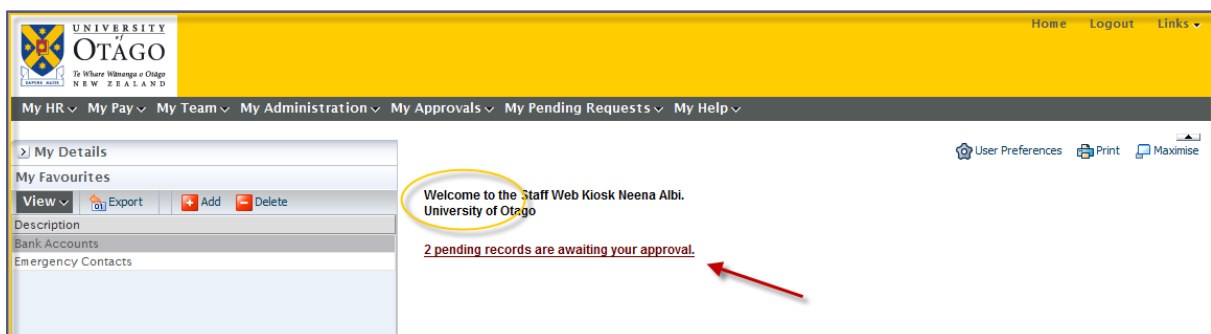 UNIVERSITY
of
OTAGO
Te Whare Wānanga o Otāgo
NEW ZEALAND
SAPERE AUDE
Home Logout Links
My HR My Pay My Team My Administration My Approvals My Pending Requests My Help
My Details
User Preferences Print Maximise
My Favourites
View Export Add Delete
Description
Bank Accounts
Emergency Contacts
Welcome to the Staff Web Kiosk Neena Albi.
University of Otago
2 pending records are awaiting your approval.